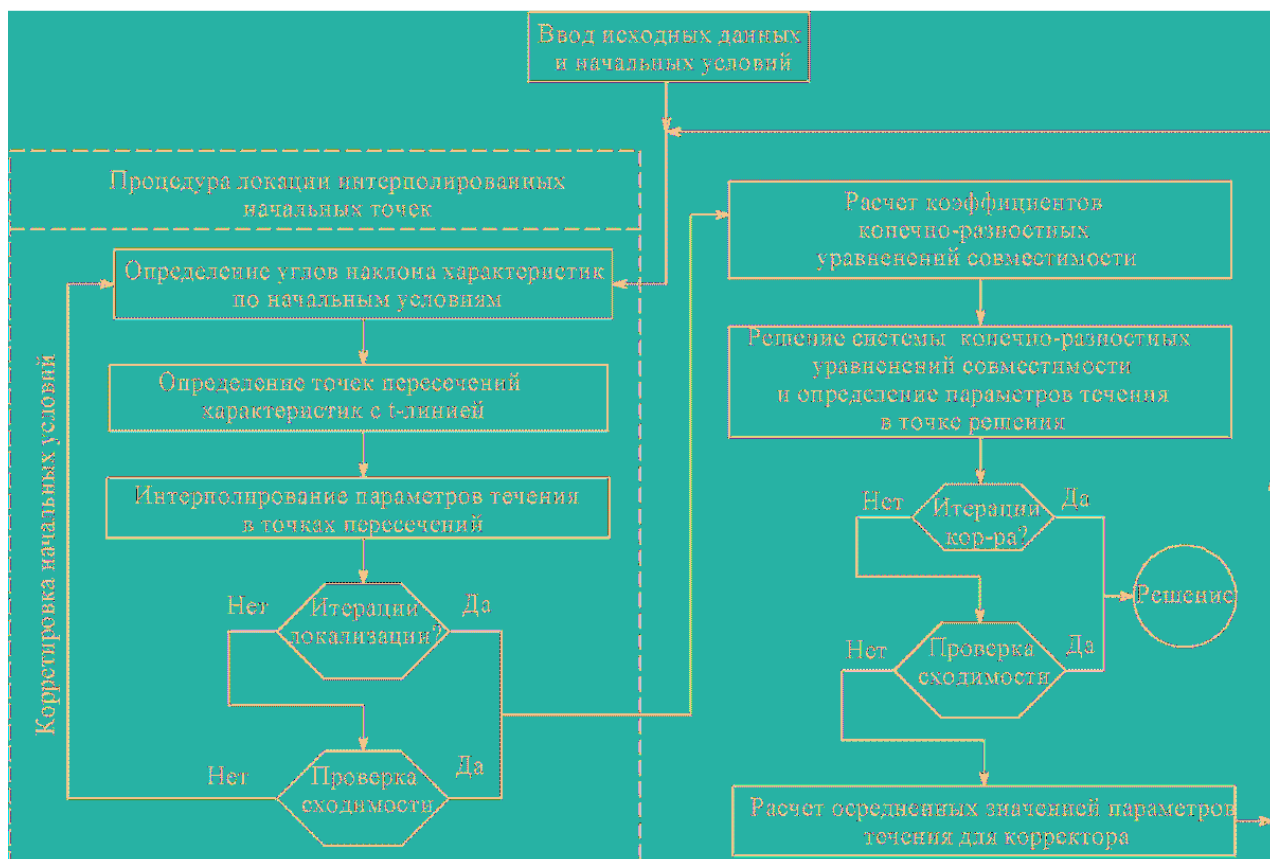 Ввод исходных данных
и начальных условий
Процедура локации интерполированных
начальных точек
Определение углов наклона характеристик
по начальным условиям
Определение точек пересечений
характеристик с t-линией
Интерполирование параметров течения
в точках пересечений
Нет
Итерации
локализации?
Да
Нет
Проверка
сходимости
Да
Корретировка начальных условий
Расчет коэффициентов
конечно-разностных
уравнений совместимости
Решение системы конечно-разностных
уравненений совместимости
и определение параметров течения
в точке решения
Нет
Итерации
кор-ра?
Да
Решение
Нет
Проверка
сходимости
Да
Расчет осредненных значенией параметров
течения для корректора